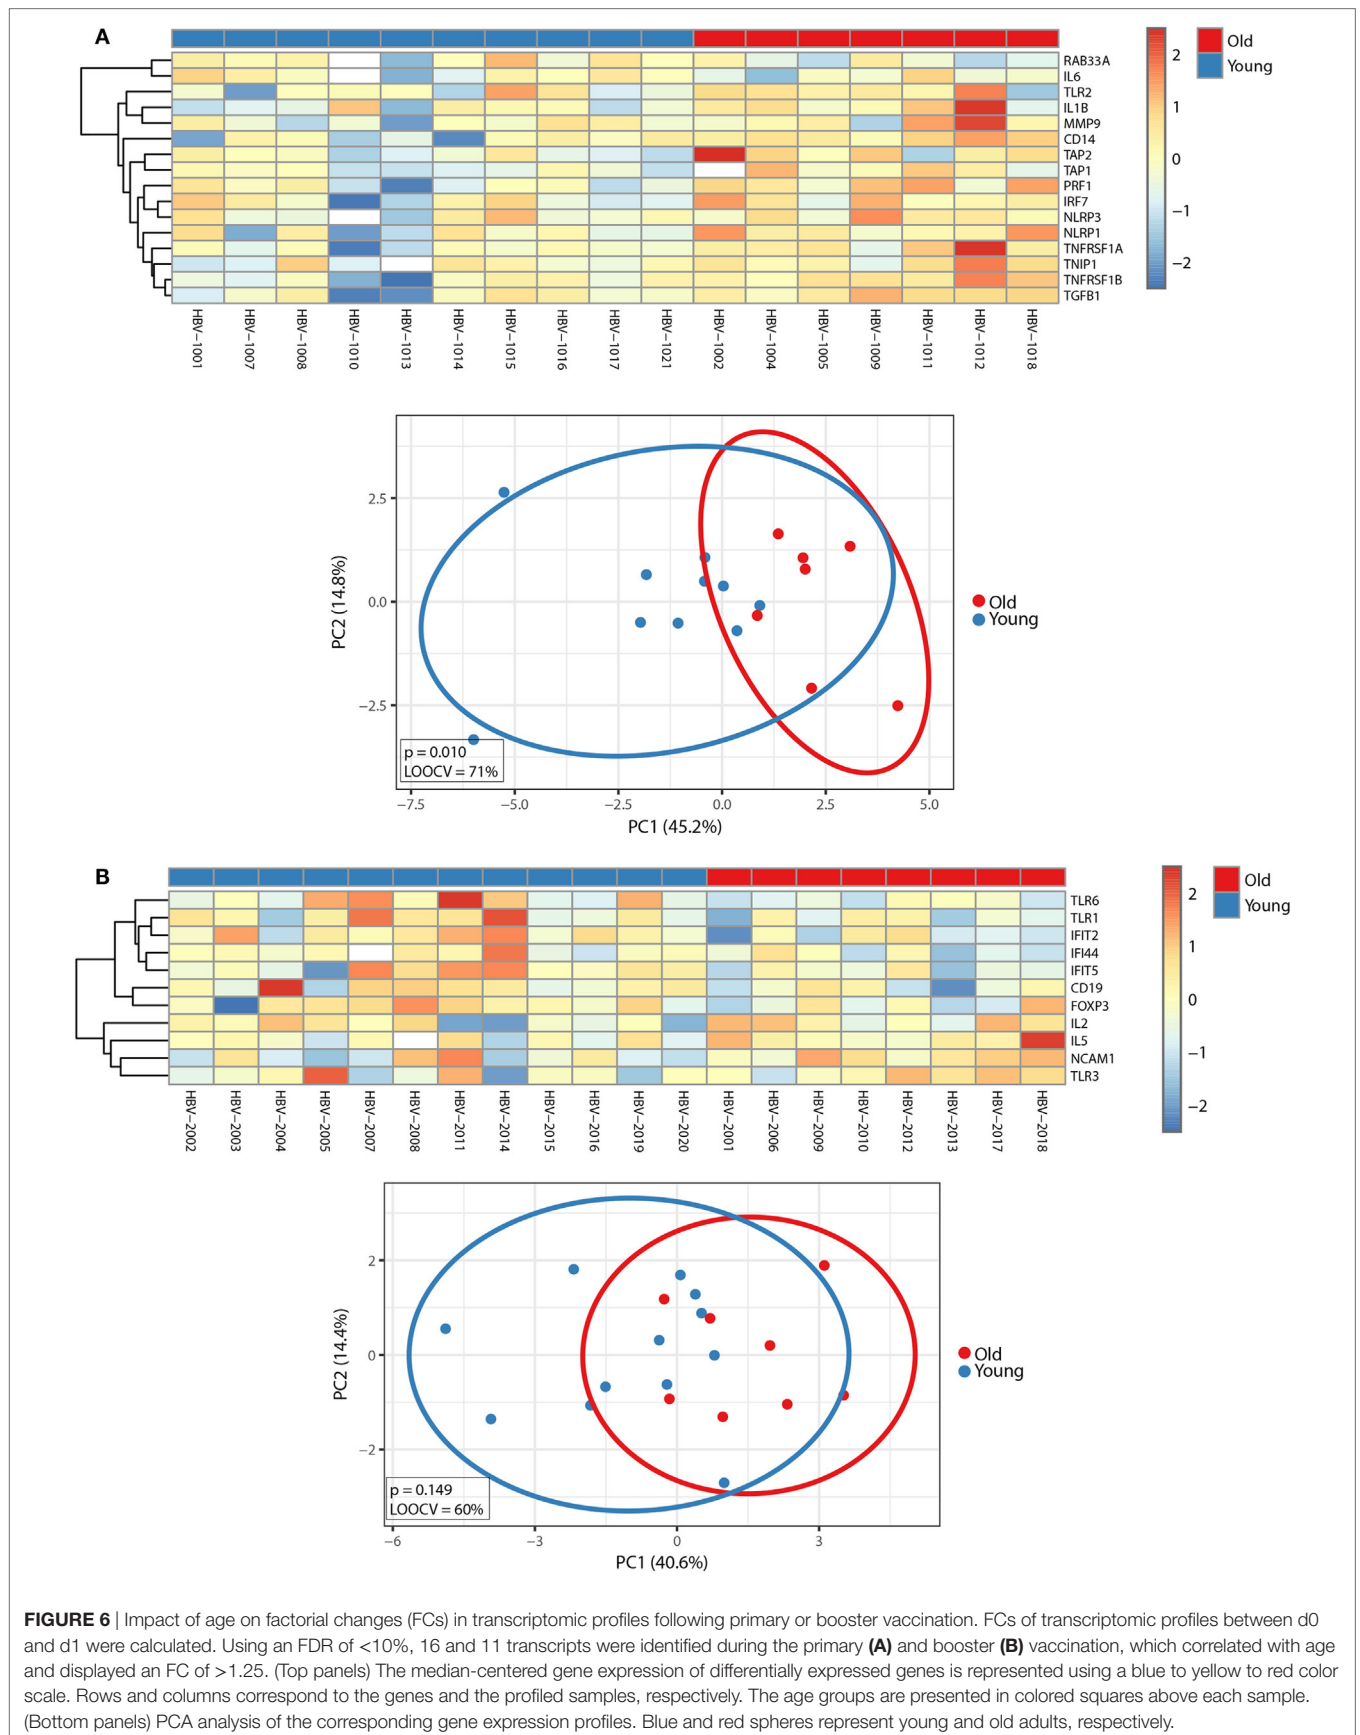 A
Old
Young
2
1
0
−1
−2
RAB33A
IL6
TLR2
IL1B
MMP9
CD14
TAP2
TAP1
PRF1
IRF7
NLRP3
NLRP1
TNFRSF1A
TNIP1
TNFRSF1B
TGFB1
HBV−1001
HBV−1007
HBV−1008
HBV−1010
HBV−1013
HBV−1014
HBV−1015
HBV−1016
HBV−1017
HBV−1021
HBV−1002
HBV−1004
HBV−1005
HBV−1009
HBV−1011
HBV−1012
HBV−1018
PC2 (14.8%)
2.5
0.0
−2.5
p = 0.010
LOOCV = 71%
−7.5 −5.0 −2.5 0.0 2.5 5.0
PC1 (45.2%)
Old
Young
B
Old
Young
2
1
0
−1
−2
TLR6
TLR1
IFIT2
IFI44
IFIT5
CD19
FOXP3
IL2
IL5
NCAM1
TLR3
HBV−2002
HBV−2003
HBV−2004
HBV−2005
HBV−2007
HBV−2008
HBV−2011
HBV−2014
HBV−2015
HBV−2016
HBV−2019
HBV−2020
HBV−2001
HBV−2006
HBV−2009
HBV−2010
HBV−2012
HBV−2013
HBV−2017
HBV−2018
PC2 (14.4%)
2
0
−2
p = 0.149
LOOCV = 60%
−6 −3 0 3
PC1 (40.6%)
Old
Young
FIGURE 6 | Impact of age on factorial changes (FCs) in transcriptomic profiles following primary or booster vaccination. FCs of transcriptomic profiles between d0
and d1 were calculated. Using an FDR of <10%, 16 and 11 transcripts were identified during the primary (A) and booster (B) vaccination, which correlated with age
and displayed an FC of >1.25. (Top panels) The median-centered gene expression of differentially expressed genes is represented using a blue to yellow to red color
scale. Rows and columns correspond to the genes and the profiled samples, respectively. The age groups are presented in colored squares above each sample.
(Bottom panels) PCA analysis of the corresponding gene expression profiles. Blue and red spheres represent young and old adults, respectively.